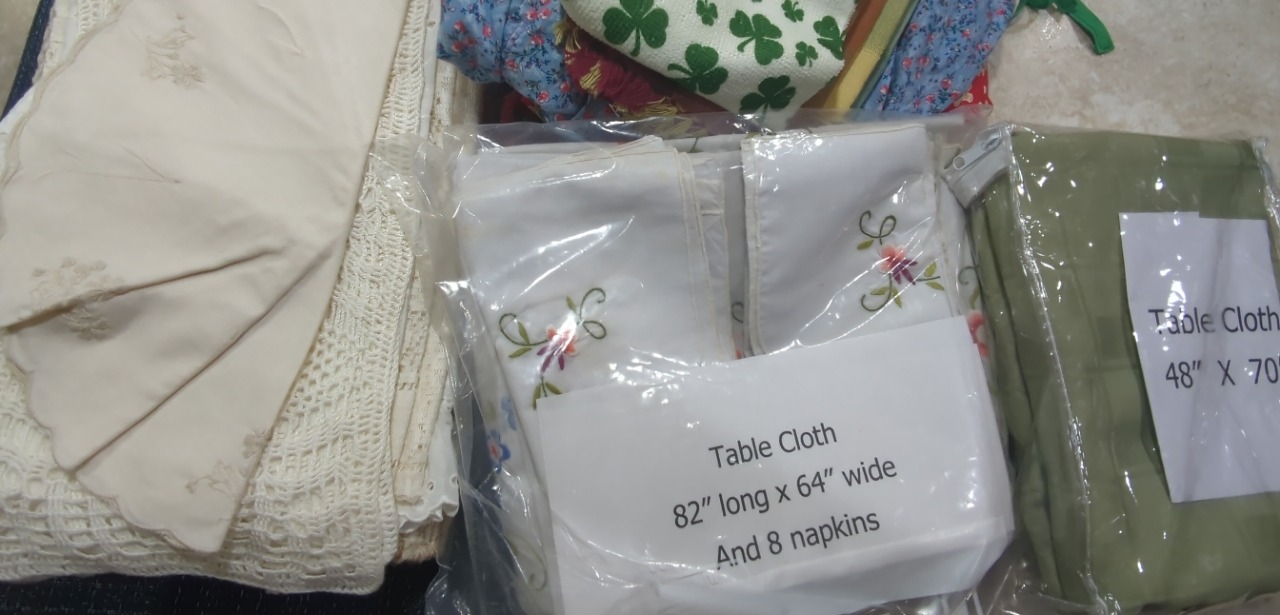 Table Cloth
82” long x 64” wide
And 8 napkins
Table Cloth
48” X 70